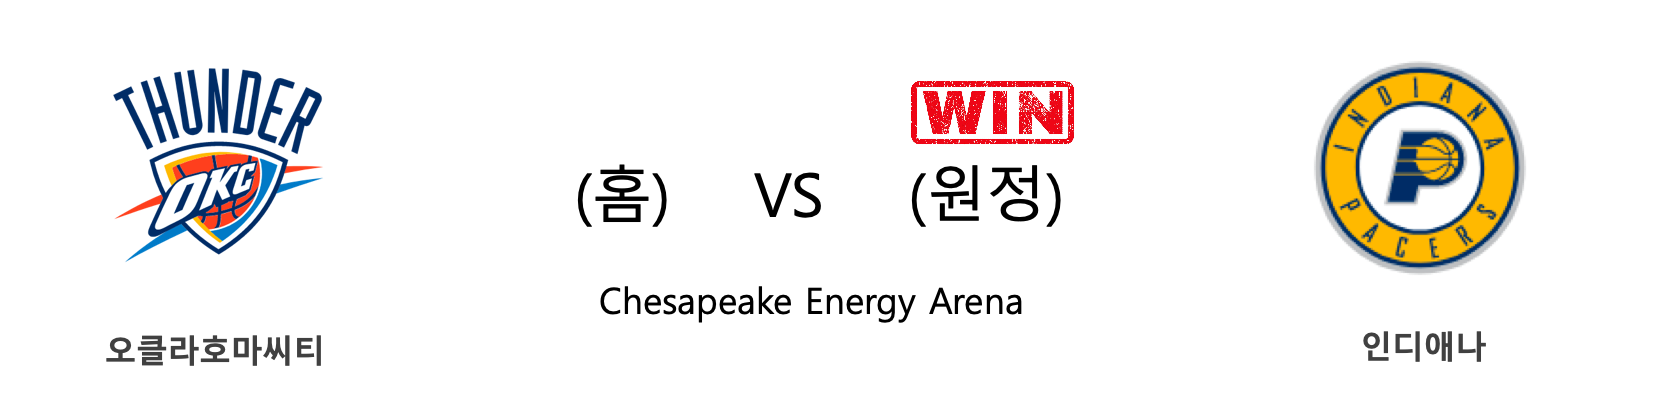 THUNDER
OKC
오클라호마씨티
WIN
(홈) VS (원정)
Chesapeake Energy Arena
INDIANA
P
PACERS
인디애나